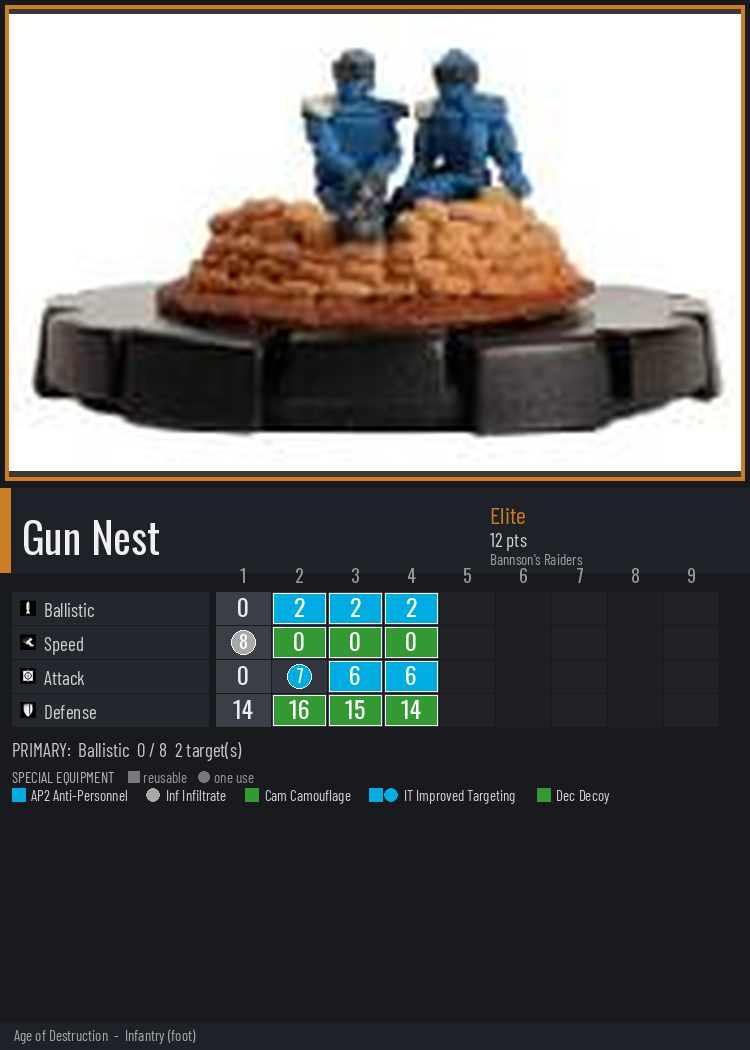 Gun Nest
Elite
12 pts
Bannson's Raiders
1 2 3 4 5 6 7 8 9
Ballistic 0 2 2 2
Speed 8 0 0 0
Attack 0 7 6 6
Defense 14 16 15 14
PRIMARY: Ballistic 0 / 8 2 target(s)
SPECIAL EQUIPMENT reusable one use
AP2 Anti-Personnel Inf Infiltrate Cam Camouflage IT Improved Targeting Dec Decoy
Age of Destruction - Infantry (foot)